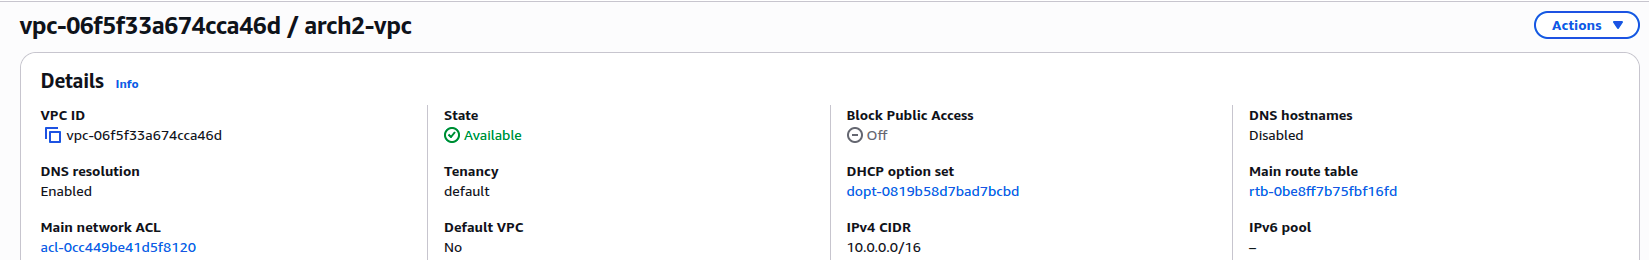 vpc-06f5f33a674cca46d / arch2-vpc
Actions
Details Info
VPC ID
vpc-06f5f33a674cca46d
State
Available
Block Public Access
Off
DNS hostnames
Disabled
DNS resolution
Enabled
Tenancy
default
DHCP option set
dopt-0819b58d7bad7bcbd
Main route table
rtb-0be8ff7b75fbf16fd
Main network ACL
acl-0cc449be41d5f8120
Default VPC
No
IPv4 CIDR
10.0.0.0/16
IPv6 pool
–